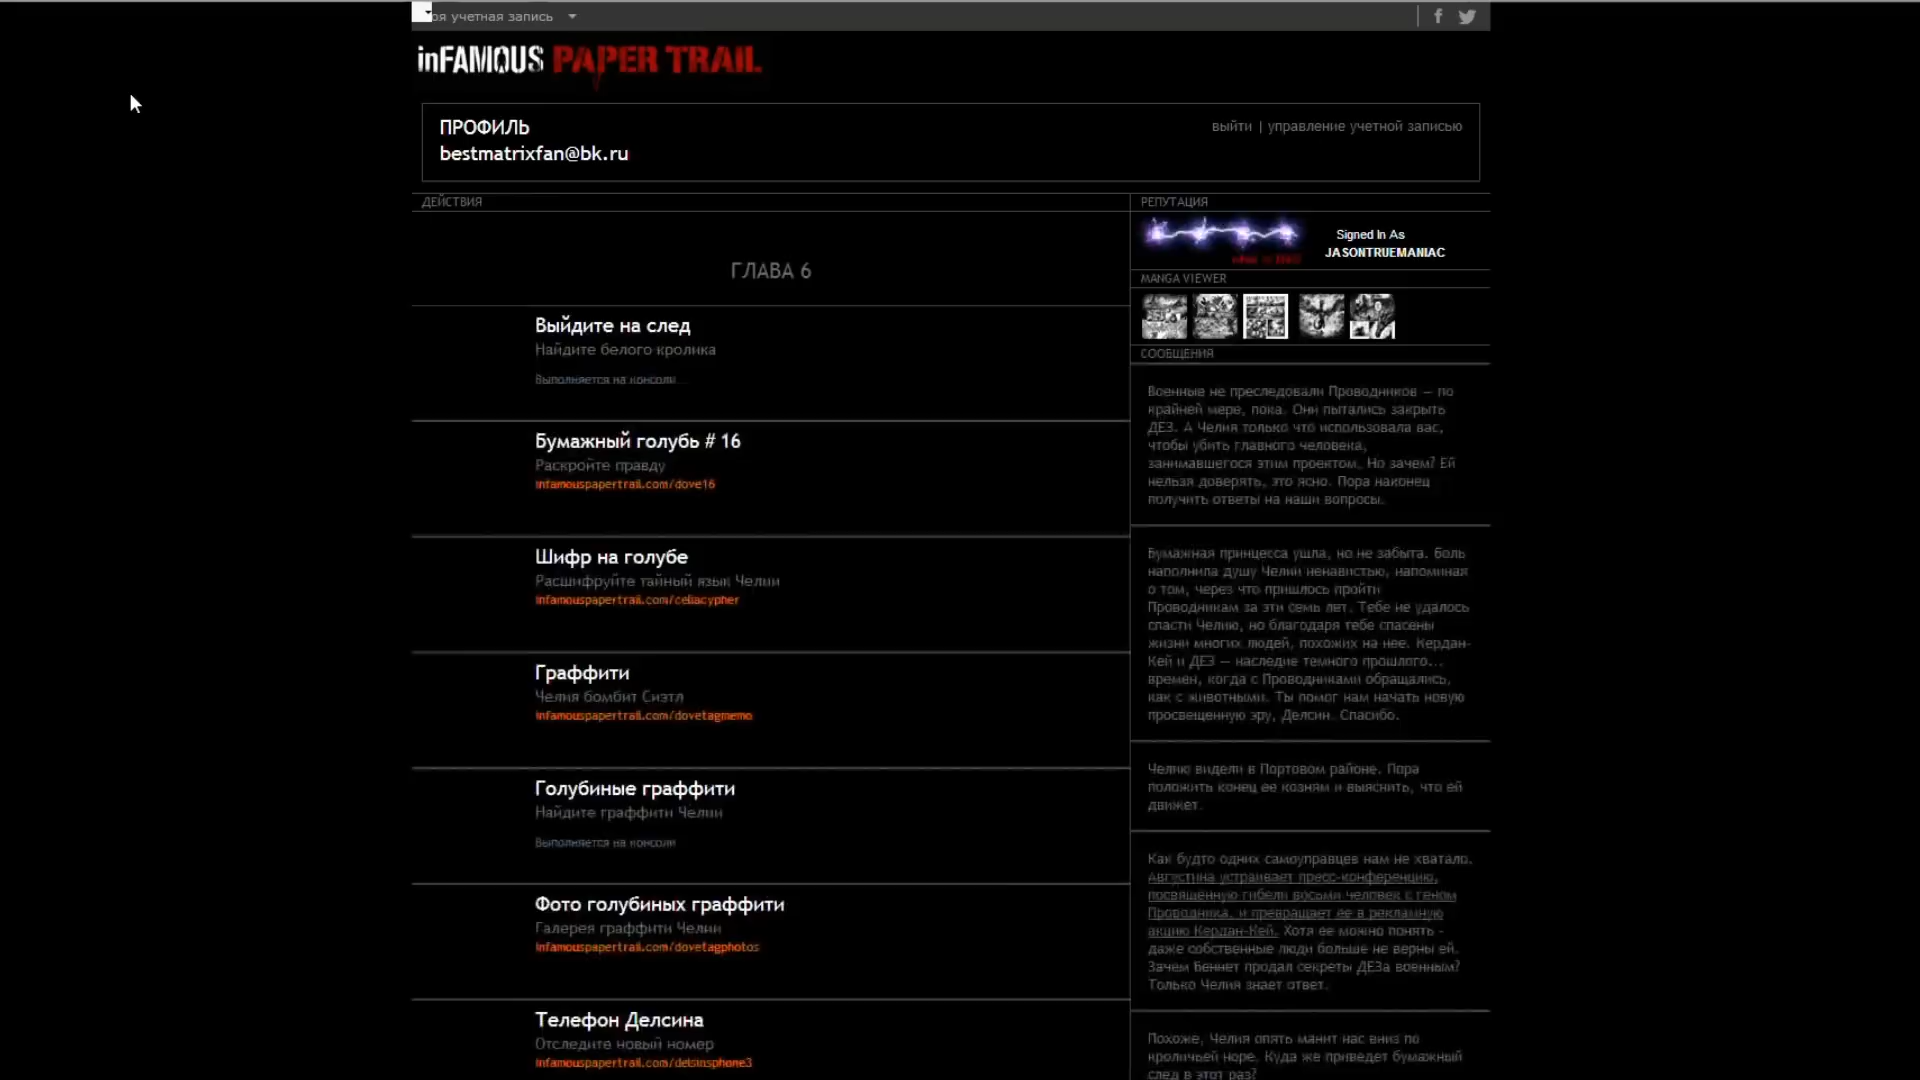 оя учетная запись
inFAMOUS PAPER TRAIL
ПРОФИЛЬ
bestmatrixfan@bk.ru
выйти | управление учетной записью
ДЕЙСТВИЯ
ГЛАВА 6
Выйдите на след
Найдите белого кролика
Выполняется на консоли
Бумажный голубь # 16
Раскройте правду
infamouspapertrail.com/dove16
Шифр на голубе
Расшифруйте тайный язык Челии
infamouspapertrail.com/celiacypher
Граффити
Челия бомбит Сиэтл
infamouspapertrail.com/dovetagmemo
Голубиные граффити
Найдите граффити Челии
Выполняется на консоли
Фото голубиных граффити
Галерея граффити Челии
infamouspapertrail.com/dovetagphotos
Телефон Делсина
Отследите новый номер
infamouspapertrail.com/delsinsphone3
РЕПУТАЦИЯ
Signed In As
JASONTRUEMANIAC
MANGA VIEWER
СООБЩЕНИЯ
Военные не преследовали Проводников – по
крайней мере, пока. Они пытались закрыть
ДЕЗ. А Челия только что использовала вас,
чтобы убить главного человека,
занимавшегося этим проектом. Но зачем? Ей
нельзя доверять, это ясно. Пора наконец
получить ответы на наши вопросы.
Бумажная принцесса ушла, но не забыта. Боль
наполнила душу Челии ненавистью, напоминая
о том, через что пришлось пройти
Проводникам за эти семь лет. Тебе не удалось
спасти Челию, но благодаря тебе спасены
жизни многих людей, похожих на нее. Кердан-
Кей и ДЕЗ – наследие темного прошлого...
времен, когда с Проводниками обращались,
как с животными. Ты помог нам начать новую
просвещенную эру, Делсин. Спасибо.
Челию видели в Портовом районе. Пора
положить конец ее козням и выяснить, что ей
движет.
Как будто одних самоуправцев нам не хватало.
Августина устраивает пресс-конференцию,
посвященную гибели восьми человек с геном
Проводника, и превращает ее в рекламную
акцию Кердан-Кей. Хотя ее можно понять -
даже собственные люди больше не верны ей.
Зачем Беннет продал секреты ДЕЗа военным?
Только Челия знает ответ.
Похоже, Челия опять манит нас вниз по
кроличьей норе. Куда же приведет бумажный
след в этот раз?